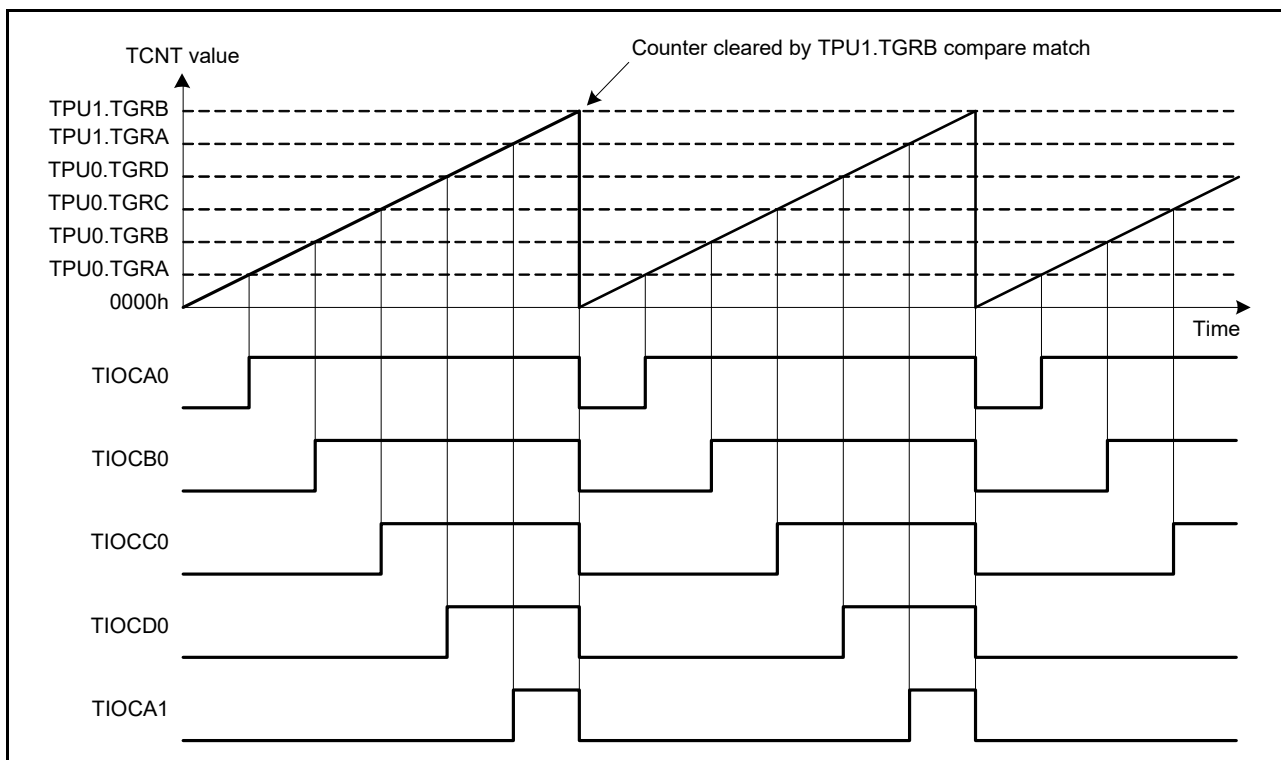 Counter cleared by TPU1.TGRB compare match
TCNT value
TPU1.TGRB
TPU1.TGRA
TPU0.TGRD
TPU0.TGRC
TPU0.TGRB
TPU0.TGRA
0000h
Time
TIOCA0
TIOCB0
TIOCC0
TIOCD0
TIOCA1